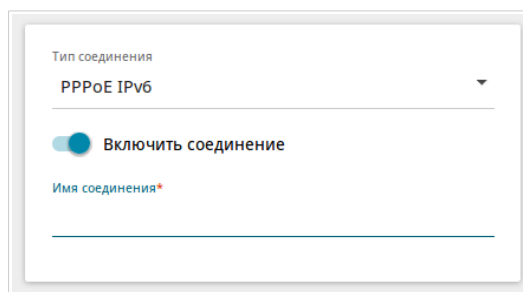 Тип соединения
PPPoE IPv6
Включить соединение
Имя соединения*